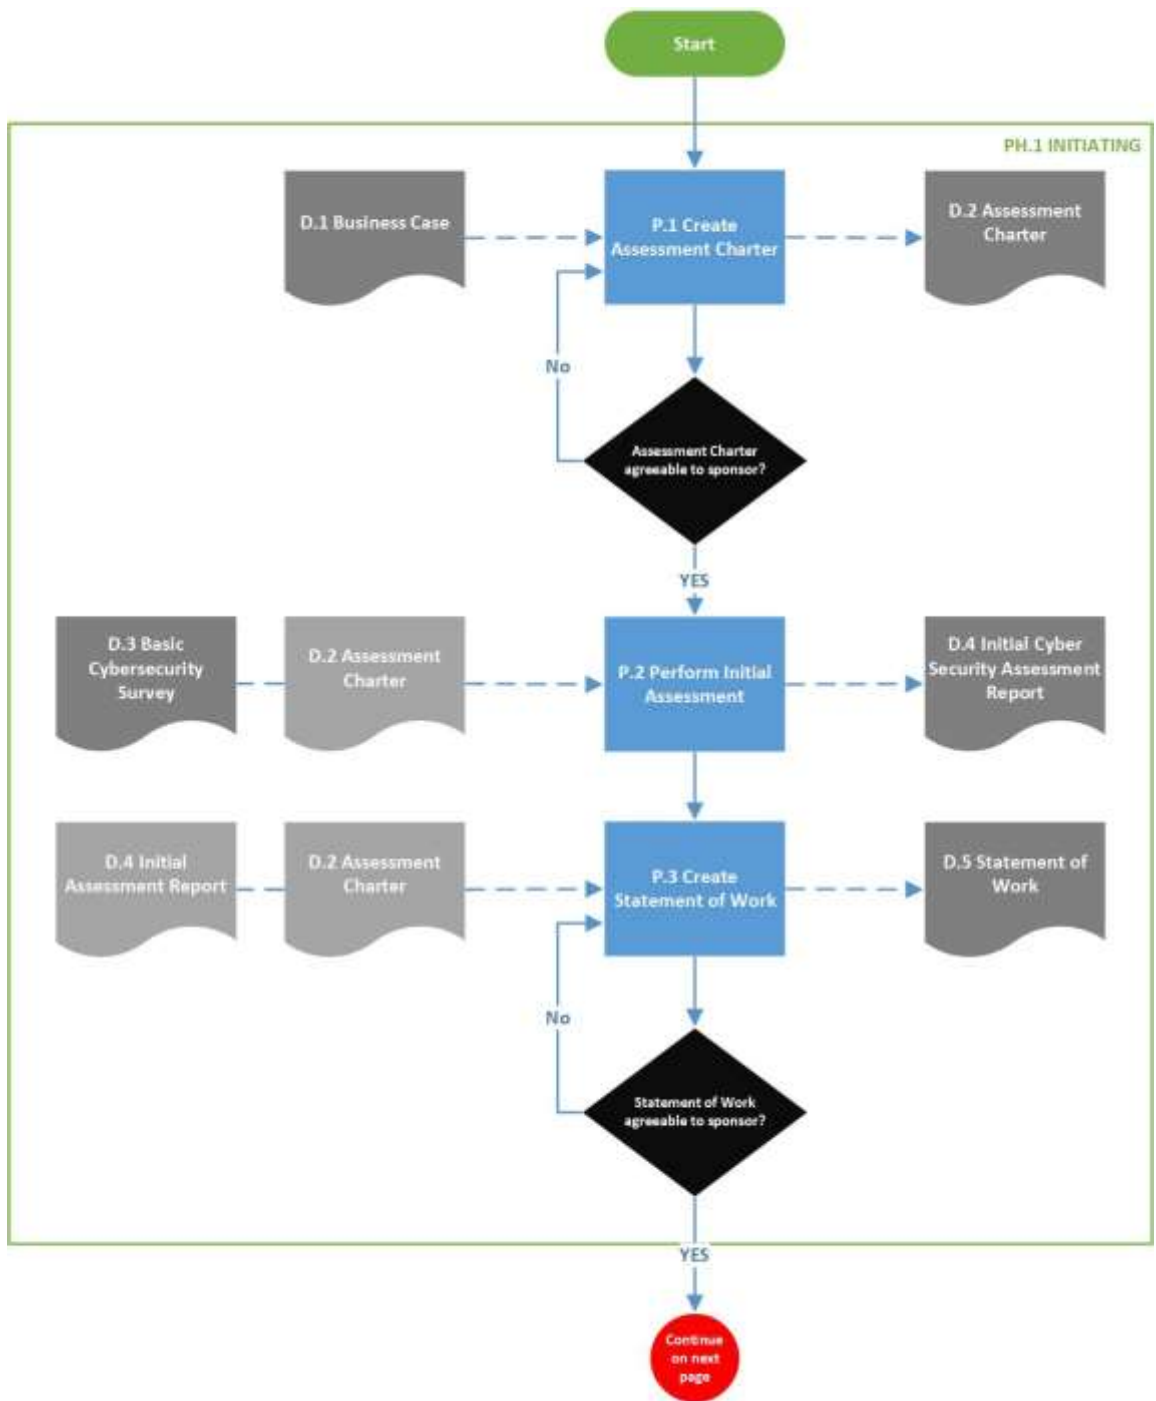 Start
PH.1 INITIATING
D.1 Business Case
P.1 Create
Assessment Charter
D.2 Assessment
Charter
No
Assessment Charter
agreeable to sponsor?
YES
D.3 Basic
Cybersecurity
Survey
D.2 Assessment
Charter
P.2 Perform Initial
Assessment
D.4 Initial Cyber
Security Assessment
Report
D.4 Initial
Assessment Report
D.2 Assessment
Charter
P.3 Create
Statement of Work
D.5 Statement of
Work
No
Statement of Work
agreeable to sponsor?
YES
Continue
on next
page